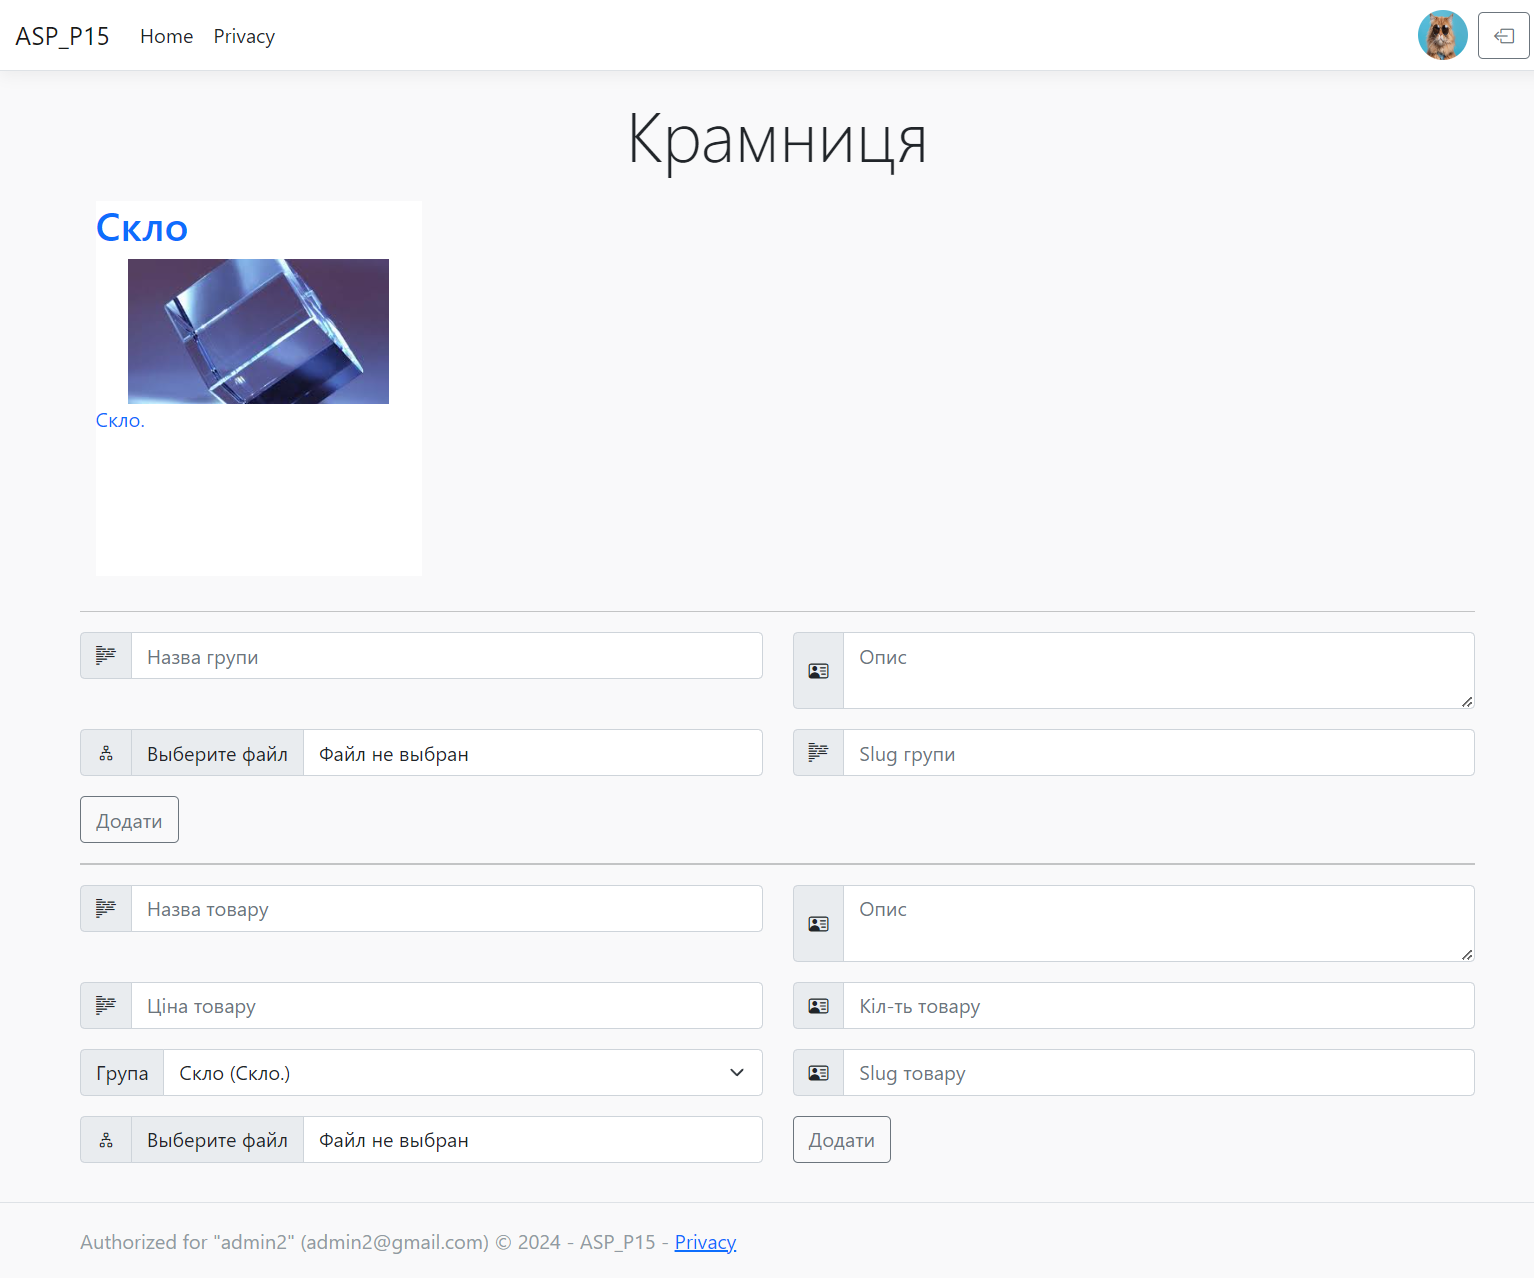 ASP_P15 Home Privacy
Крамниця
Скло
Скло.
Назва групи
Опис
Выберите файл Файл не выбран
Slug групи
Додати
Назва товару
Опис
Ціна товару
Кіл-ть товару
Група Скло (Скло.)
Slug товару
Выберите файл Файл не выбран
Додати
Authorized for "admin2" (admin2@gmail.com) © 2024 - ASP_P15 - Privacy